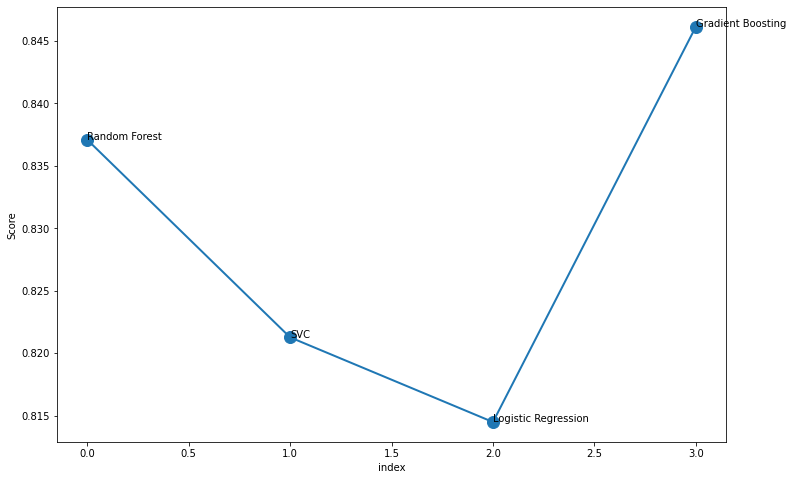 Gradient Boosting
0.845
0.840
Random Forest
0.835
0.830
Score
0.825
SVC
0.820
Logistic Regression
0.815
0.0 0.5 1.0 1.5 2.0 2.5 3.0
index